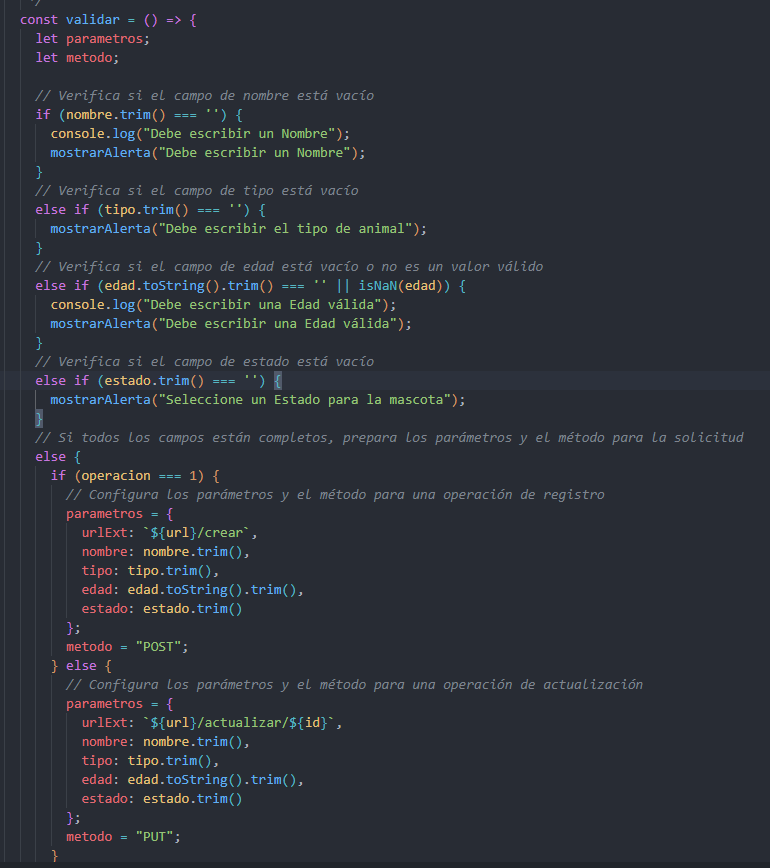 */
const validar = () => {
let parametros;
let metodo;
// Verifica si el campo de nombre está vacío
if (nombre.trim() === '') {
console.log("Debe escribir un Nombre");
mostrarAlerta("Debe escribir un Nombre");
}
// Verifica si el campo de tipo está vacío
else if (tipo.trim() === '') {
mostrarAlerta("Debe escribir el tipo de animal");
}
// Verifica si el campo de edad está vacío o no es un valor válido
else if (edad.toString().trim() === '' || isNaN(edad)) {
console.log("Debe escribir una Edad válida");
mostrarAlerta("Debe escribir una Edad válida");
}
// Verifica si el campo de estado está vacío
else if (estado.trim() === '') {
mostrarAlerta("Seleccione un Estado para la mascota");
}
// Si todos los campos están completos, prepara los parámetros y el método para la solicitud
else {
if (operacion === 1) {
// Configura los parámetros y el método para una operación de registro
parametros = {
urlExt: `${url}/crear`,
nombre: nombre.trim(),
tipo: tipo.trim(),
edad: edad.toString().trim(),
estado: estado.trim()
};
metodo = "POST";
} else {
// Configura los parámetros y el método para una operación de actualización
parametros = {
urlExt: `${url}/actualizar/${id}`,
nombre: nombre.trim(),
tipo: tipo.trim(),
edad: edad.toString().trim(),
estado: estado.trim()
};
metodo = "PUT";
}